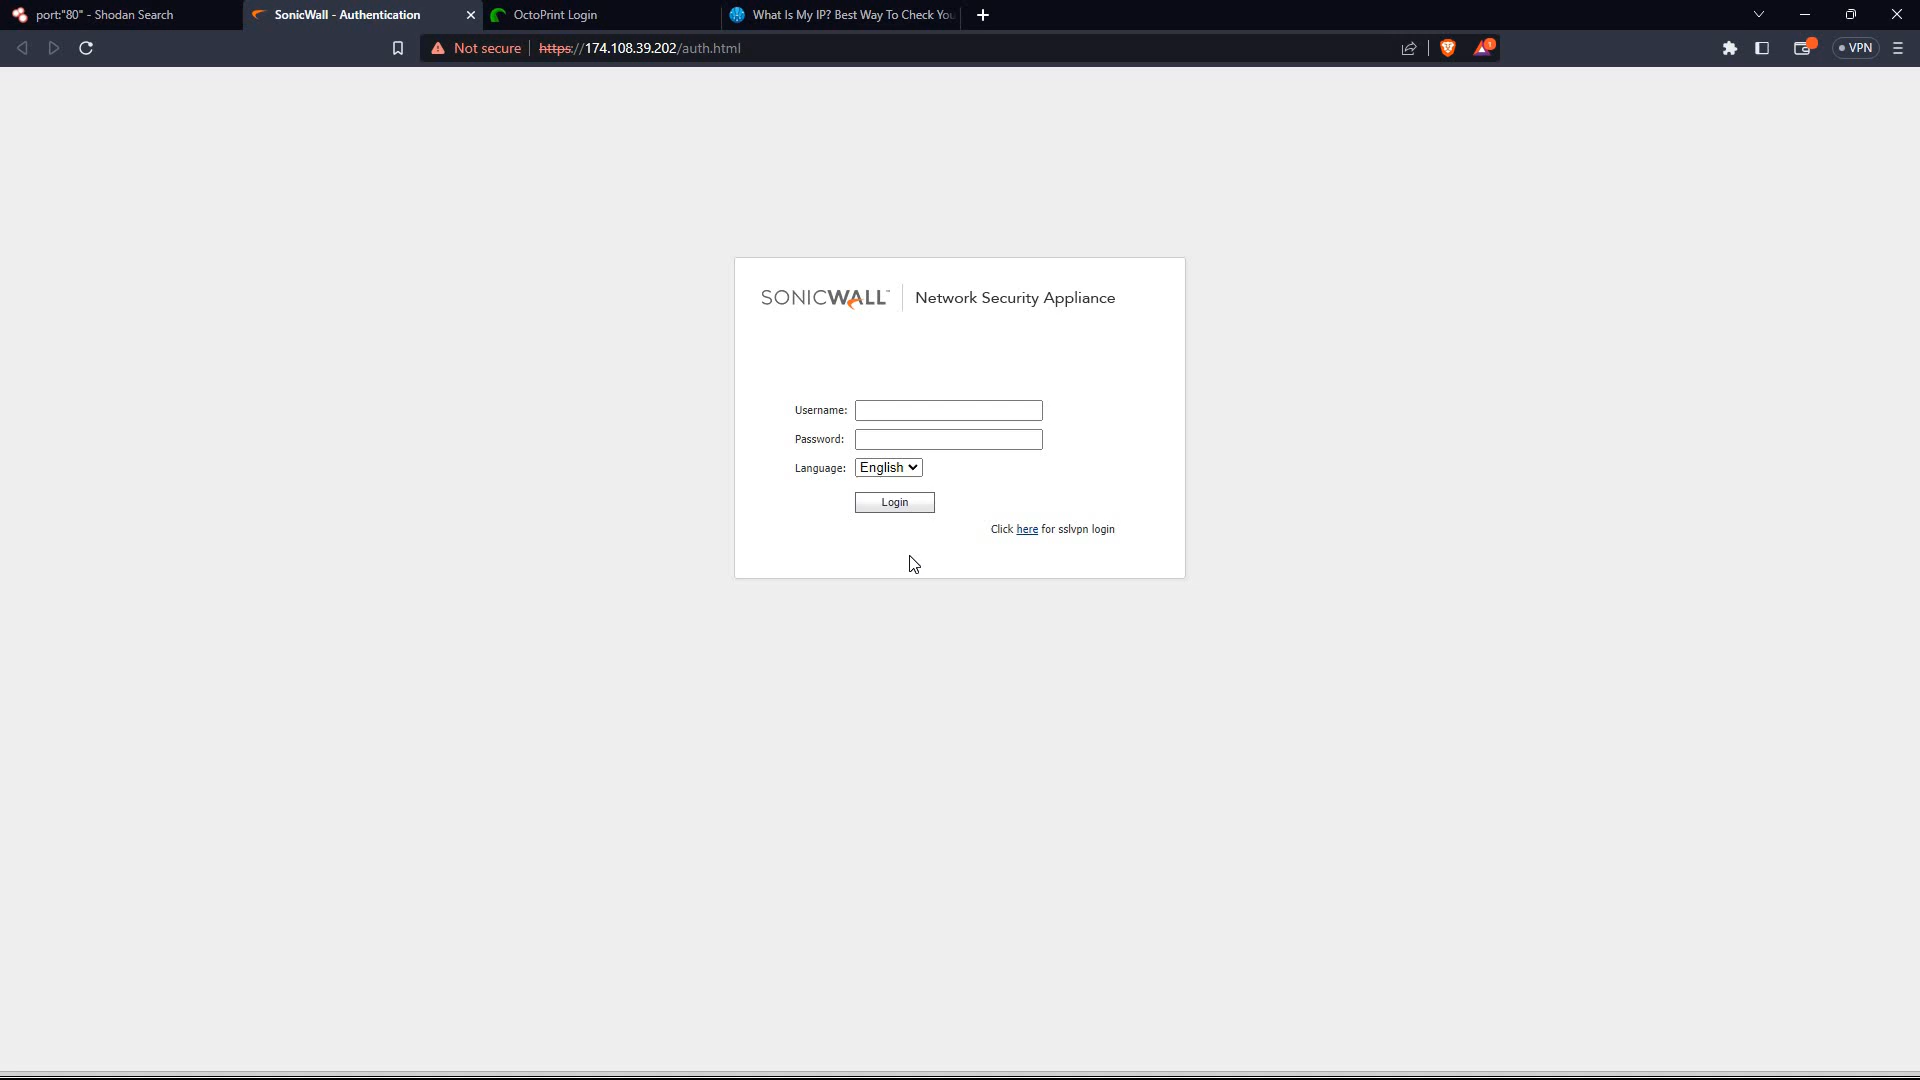 port:"80" - Shodan Search
SonicWall - Authentication
OctoPrint Login
What Is My IP? Best Way To Check You
Not secure
https://174.108.39.202/auth.html
1
VPN
SONICWALL™
Network Security Appliance
Username:
Password:
Language: English
Login
Click here for sslvpn login